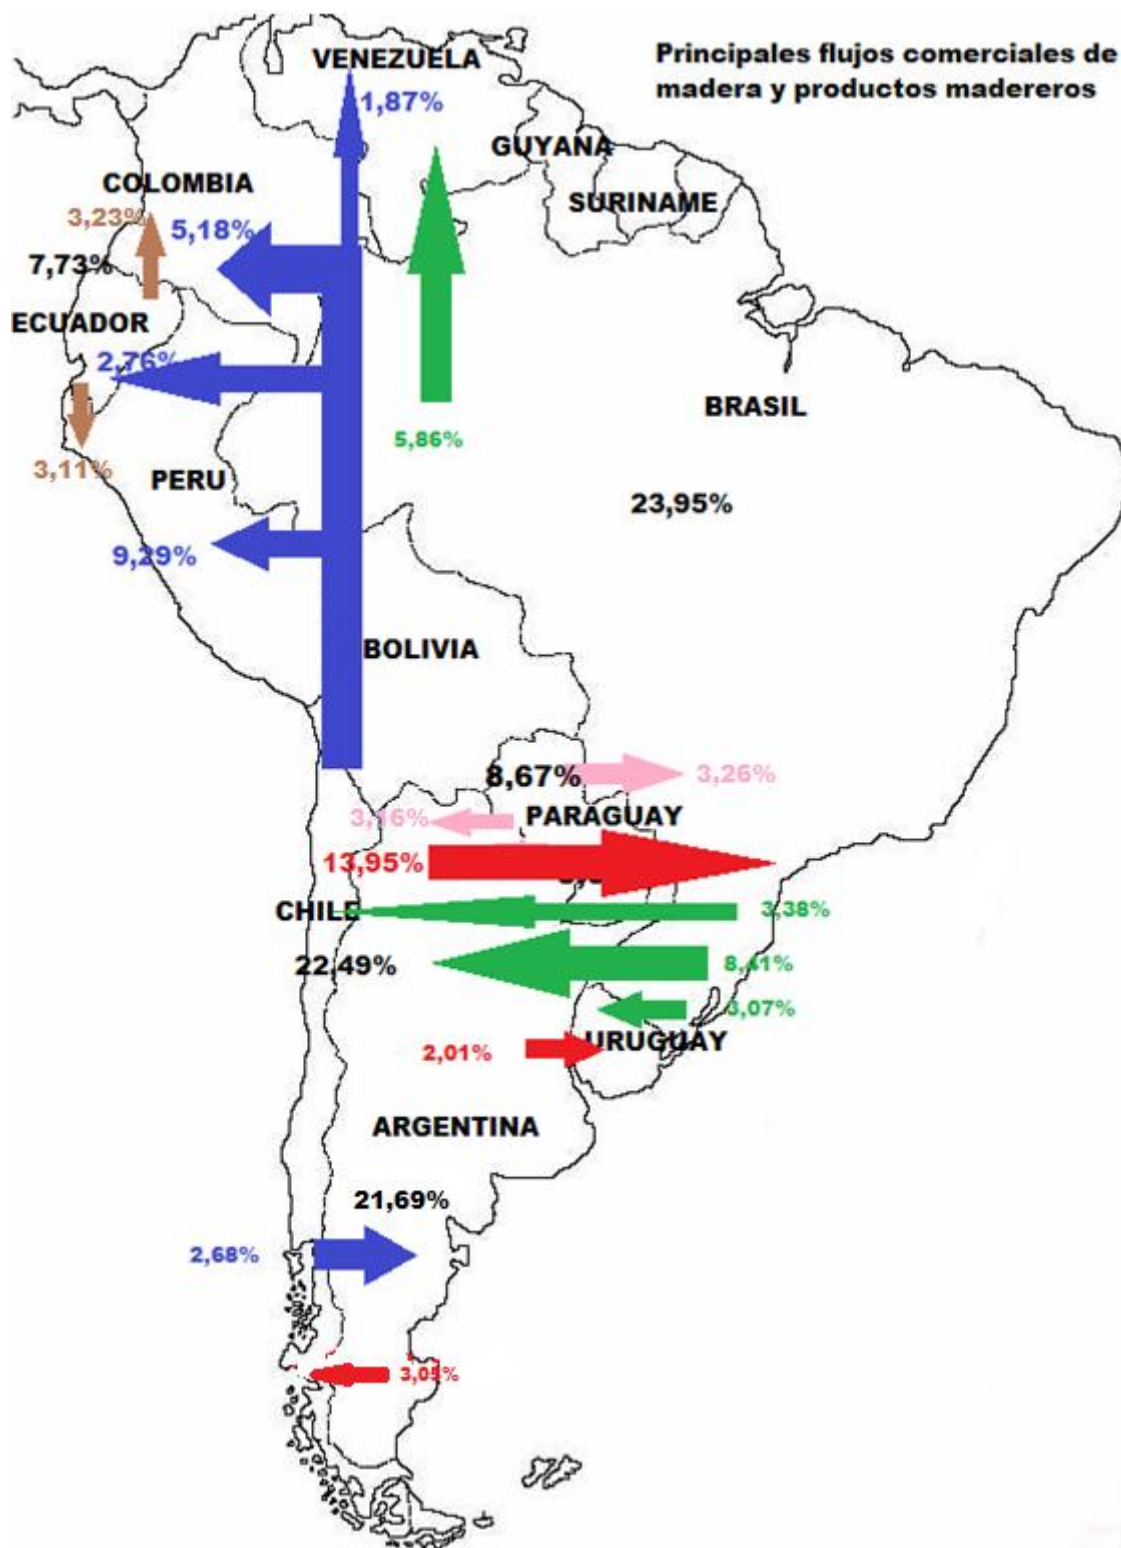 VENEZUELA
Principales flujos comerciales de
madera y productos madereros
1,87%
GUYANA
COLOMBIA
SURINAME
3,23%
5,18%
7,73%
ECUADOR
2,76%
BRASIL
5,86%
3,11%
PERU
23,95%
9,29%
BOLIVIA
8,67%
3,26%
3,16%
PARAGUAY
13,95%
CHILE
3,38%
22,49%
8,41%
3,07%
URUGUAY
2,01%
ARGENTINA
21,69%
2,68%
3,05%